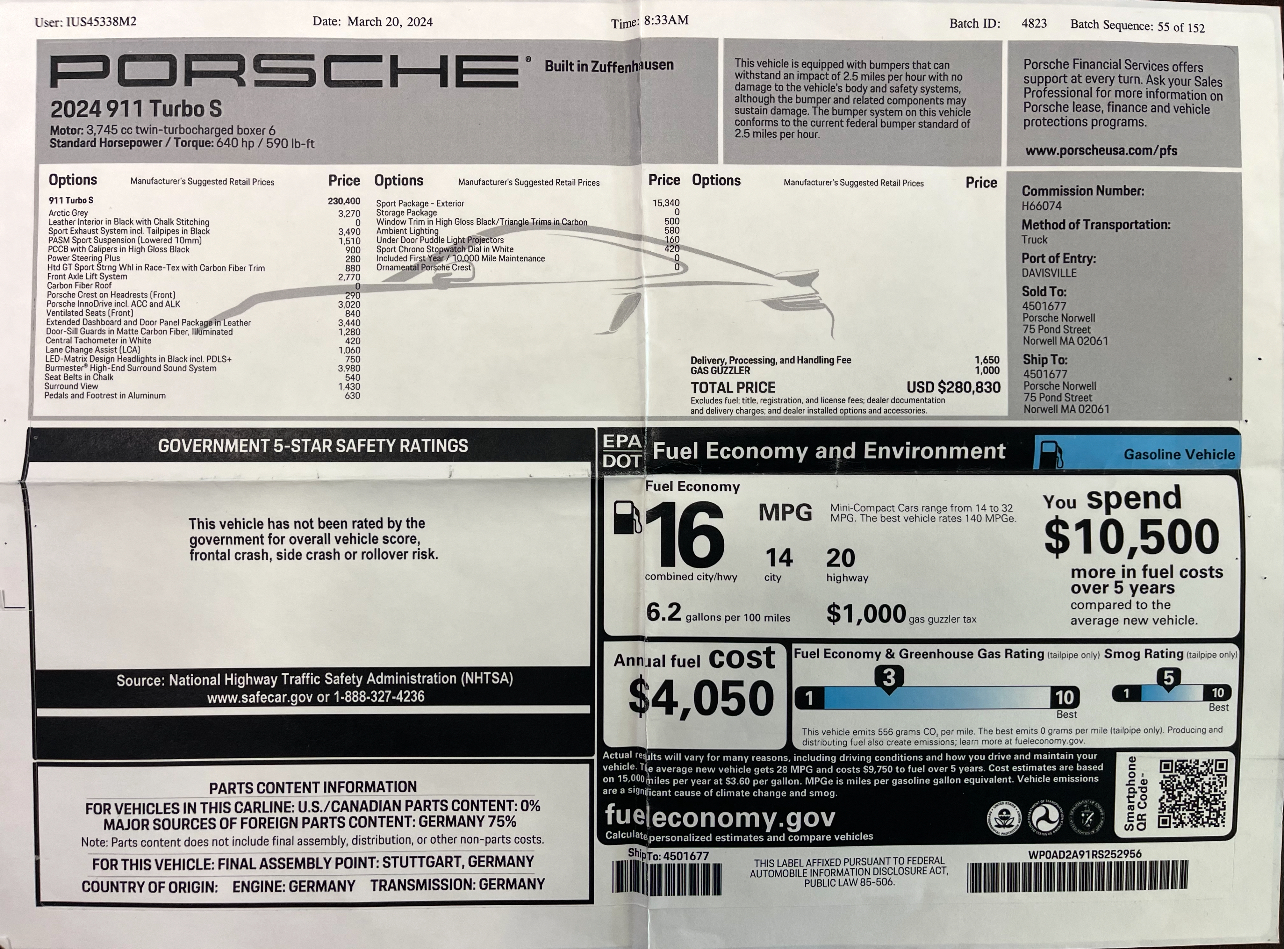 User: IUS45338M2 Date: March 20, 2024 Time: 8:33AM Batch ID: 4823 Batch Sequence: 55 of 152
PORSCHE® Built in Zuffenhausen
2024 911 Turbo S
Motor: 3,745 cc twin-turbocharged boxer 6
Standard Horsepower / Torque: 640 hp / 590 lb-ft
This vehicle is equipped with bumpers that can
withstand an impact of 2.5 miles per hour with no
damage to the vehicle's body and safety systems,
although the bumper and related components may
sustain damage. The bumper system on this vehicle
conforms to the current federal bumper standard of
2.5 miles per hour.
Porsche Financial Services offers
support at every turn. Ask your Sales
Professional for more information on
Porsche lease, finance and vehicle
protections programs.
www.porscheusa.com/pfs
Options Manufacturer's Suggested Retail Prices Price
911 Turbo S 230,400
Arctic Grey 3,270
Leather Interior in Black with Chalk Stitching 0
Sport Exhaust System incl. Tailpipes in Black 3,490
PASM Sport Suspension (Lowered 10mm) 1,510
PCCB with Calipers in High Gloss Black 900
Power Steering Plus 280
Htd GT Sport Strng Whl in Race-Tex with Carbon Fiber Trim 880
Front Axle Lift System 2,770
Carbon Fiber Roof 0
Porsche Crest on Headrests (Front) 290
Porsche InnoDrive incl. ACC and ALK 3,020
Ventilated Seats (Front) 840
Extended Dashboard and Door Panel Package in Leather 3,440
Door-Sill Guards in Matte Carbon Fiber, Illuminated 1,280
Central Tachometer in White 420
Lane Change Assist (LCA) 1,060
LED-Matrix Design Headlights in Black incl. PDLS+ 750
Burmester® High-End Surround Sound System 3,980
Seat Belts in Chalk 540
Surround View 1,430
Pedals and Footrest in Aluminum 630
Options Manufacturer's Suggested Retail Prices Price
Sport Package - Exterior 15,340
Storage Package 0
Window Trim in High Gloss Black/Triangle Trims in Carbon 500
Ambient Lighting 580
Under Door Puddle Light Projectors 160
Sport Chrono Stopwatch Dial in White 420
Included First Year / 10,000 Mile Maintenance 0
Ornamental Porsche Crest 0
Options Manufacturer's Suggested Retail Prices Price
Delivery, Processing, and Handling Fee 1,650
GAS GUZZLER 1,000
TOTAL PRICE USD $280,830
Excludes fuel; title, registration, and license fees; dealer documentation
and delivery charges; and dealer installed options and accessories.
Commission Number:
H66074
Method of Transportation:
Truck
Port of Entry:
DAVISVILLE
Sold To:
4501677
Porsche Norwell
75 Pond Street
Norwell MA 02061
Ship To:
4501677
Porsche Norwell
75 Pond Street
Norwell MA 02061
GOVERNMENT 5-STAR SAFETY RATINGS
This vehicle has not been rated by the
government for overall vehicle score,
frontal crash, side crash or rollover risk.
Source: National Highway Traffic Safety Administration (NHTSA)
www.safecar.gov or 1-888-327-4236
PARTS CONTENT INFORMATION
FOR VEHICLES IN THIS CARLINE: U.S./CANADIAN PARTS CONTENT: 0%
MAJOR SOURCES OF FOREIGN PARTS CONTENT: GERMANY 75%
Note: Parts content does not include final assembly, distribution, or other non-parts costs.
FOR THIS VEHICLE: FINAL ASSEMBLY POINT: STUTTGART, GERMANY
COUNTRY OF ORIGIN: ENGINE: GERMANY TRANSMISSION: GERMANY
EPA
DOT
Fuel Economy and Environment
Gasoline Vehicle
Fuel Economy
16 MPG
combined city/hwy
14
city
20
highway
Mini-Compact Cars range from 14 to 32
MPG. The best vehicle rates 140 MPGe.
6.2 gallons per 100 miles
$1,000 gas guzzler tax
You spend
$10,500
more in fuel costs
over 5 years
compared to the
average new vehicle.
Annual fuel cost
$4,050
Fuel Economy & Greenhouse Gas Rating (tailpipe only)
1 3 10
Best
Smog Rating (tailpipe only)
1 5 10
Best
This vehicle emits 556 grams CO₂ per mile. The best emits 0 grams per mile (tailpipe only). Producing and
distributing fuel also create emissions; learn more at fueleconomy.gov.
Actual results will vary for many reasons, including driving conditions and how you drive and maintain your
vehicle. The average new vehicle gets 28 MPG and costs $9,750 to fuel over 5 years. Cost estimates are based
on 15,000 miles per year at $3.60 per gallon. MPGe is miles per gasoline gallon equivalent. Vehicle emissions
are a significant cause of climate change and smog.
fueleconomy.gov
Calculate personalized estimates and compare vehicles
Smartphone
QR Code™
Ship To: 4501677
THIS LABEL AFFIXED PURSUANT TO FEDERAL
AUTOMOBILE INFORMATION DISCLOSURE ACT,
PUBLIC LAW 85-506.
WP0AD2A91RS252956